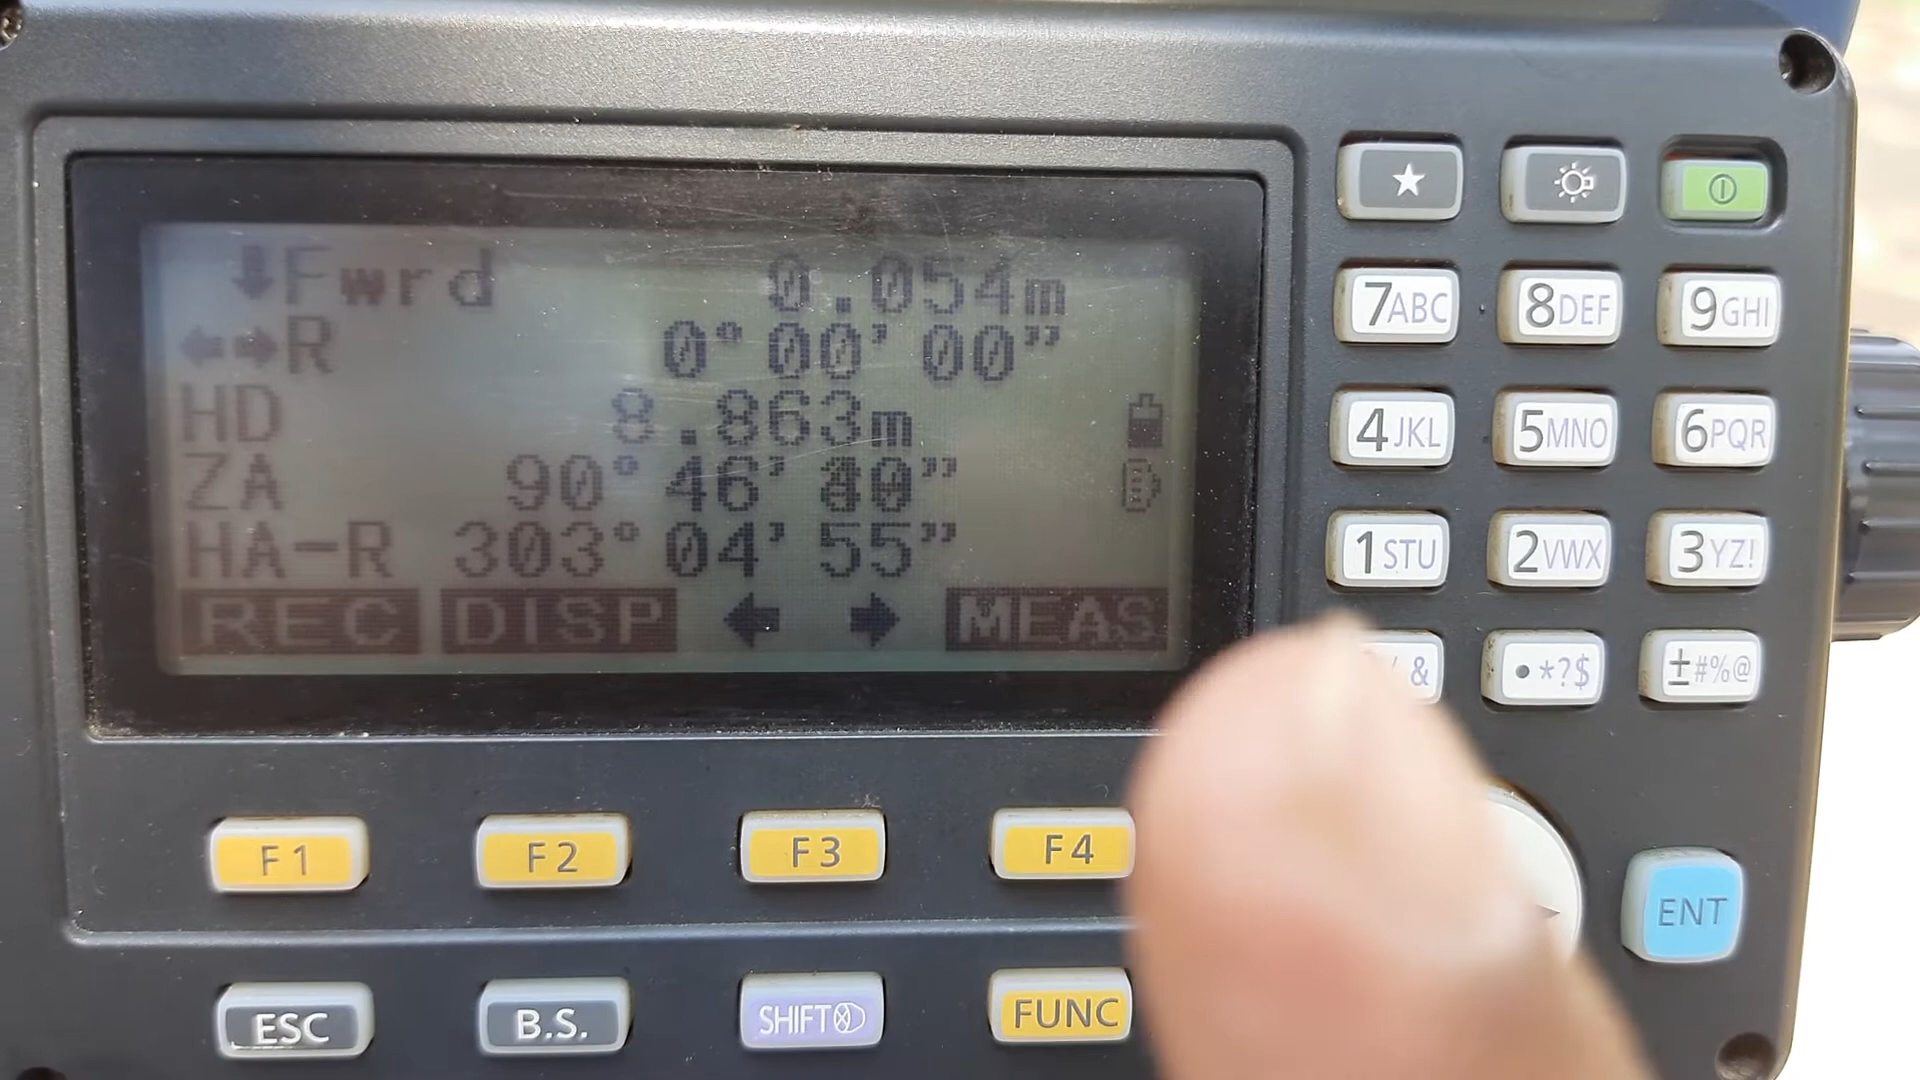 ↓Fwrd 0.054m
←→R 0°00'00"
HD 8.863m
ZA 90°46'
HA-R 303°04'55"
REC DISP ← → MEAS
★
7ABC 8DEF 9GHI
4JKL 5MNO 6PQR
1STU 2VWX 3YZ!
& •*?$ ±#%@
F1 F2 F3 F4
ENT
ESC B.S. SHIFT FUNC